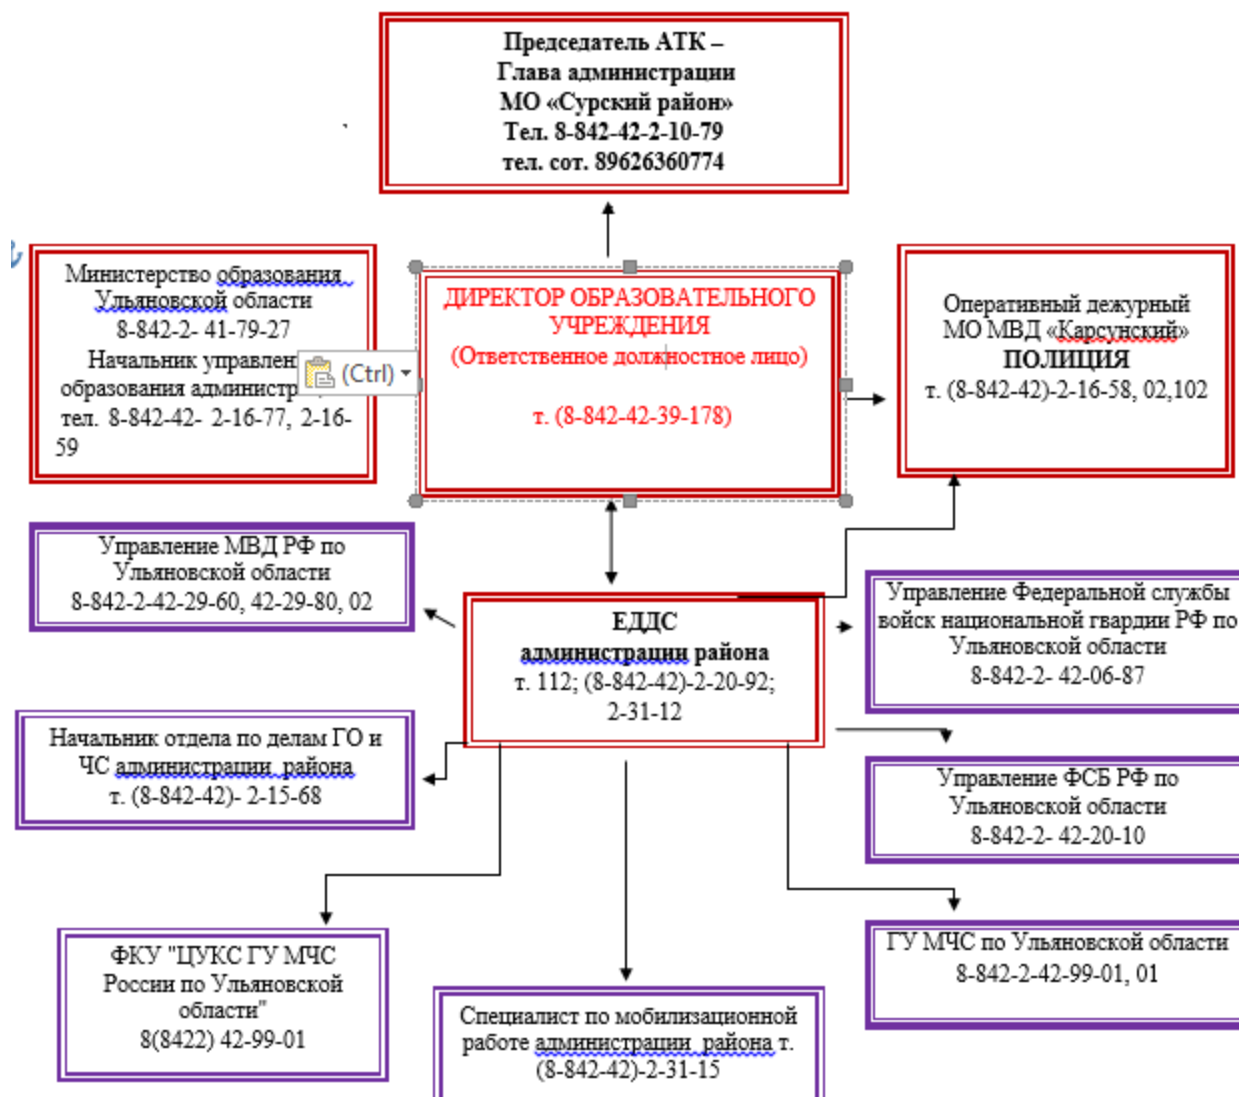 Председатель АТК –
Глава администрации
МО «Сурский район»
Тел. 8-842-42-2-10-79
тел. сот. 89626360774
Министерство образования
Ульяновской области
8-842-2- 41-79-27
Начальник управлен
образования администр
тел. 8-842-42- 2-16-77, 2-16-
59
(Ctrl)
ДИРЕКТОР ОБРАЗОВАТЕЛЬНОГО
УЧРЕЖДЕНИЯ
(Ответственное должностное лицо)
т. (8-842-42-39-178)
Оперативный дежурный
МО МВД «Карсунский»
ПОЛИЦИЯ
т. (8-842-42)-2-16-58, 02,102
Управление МВД РФ по
Ульяновской области
8-842-2-42-29-60, 42-29-80, 02
ЕДДС
администрации района
т. 112; (8-842-42)-2-20-92;
2-31-12
Управление Федеральной службы
войск национальной гвардии РФ по
Ульяновской области
8-842-2- 42-06-87
Начальник отдела по делам ГО и
ЧС администрации района
т. (8-842-42)- 2-15-68
Управление ФСБ РФ по
Ульяновской области
8-842-2- 42-20-10
ФКУ "ЦУКС ГУ МЧС
России по Ульяновской
области"
8(8422) 42-99-01
Специалист по мобилизационной
работе администрации района т.
(8-842-42)-2-31-15
ГУ МЧС по Ульяновской области
8-842-2-42-99-01, 01